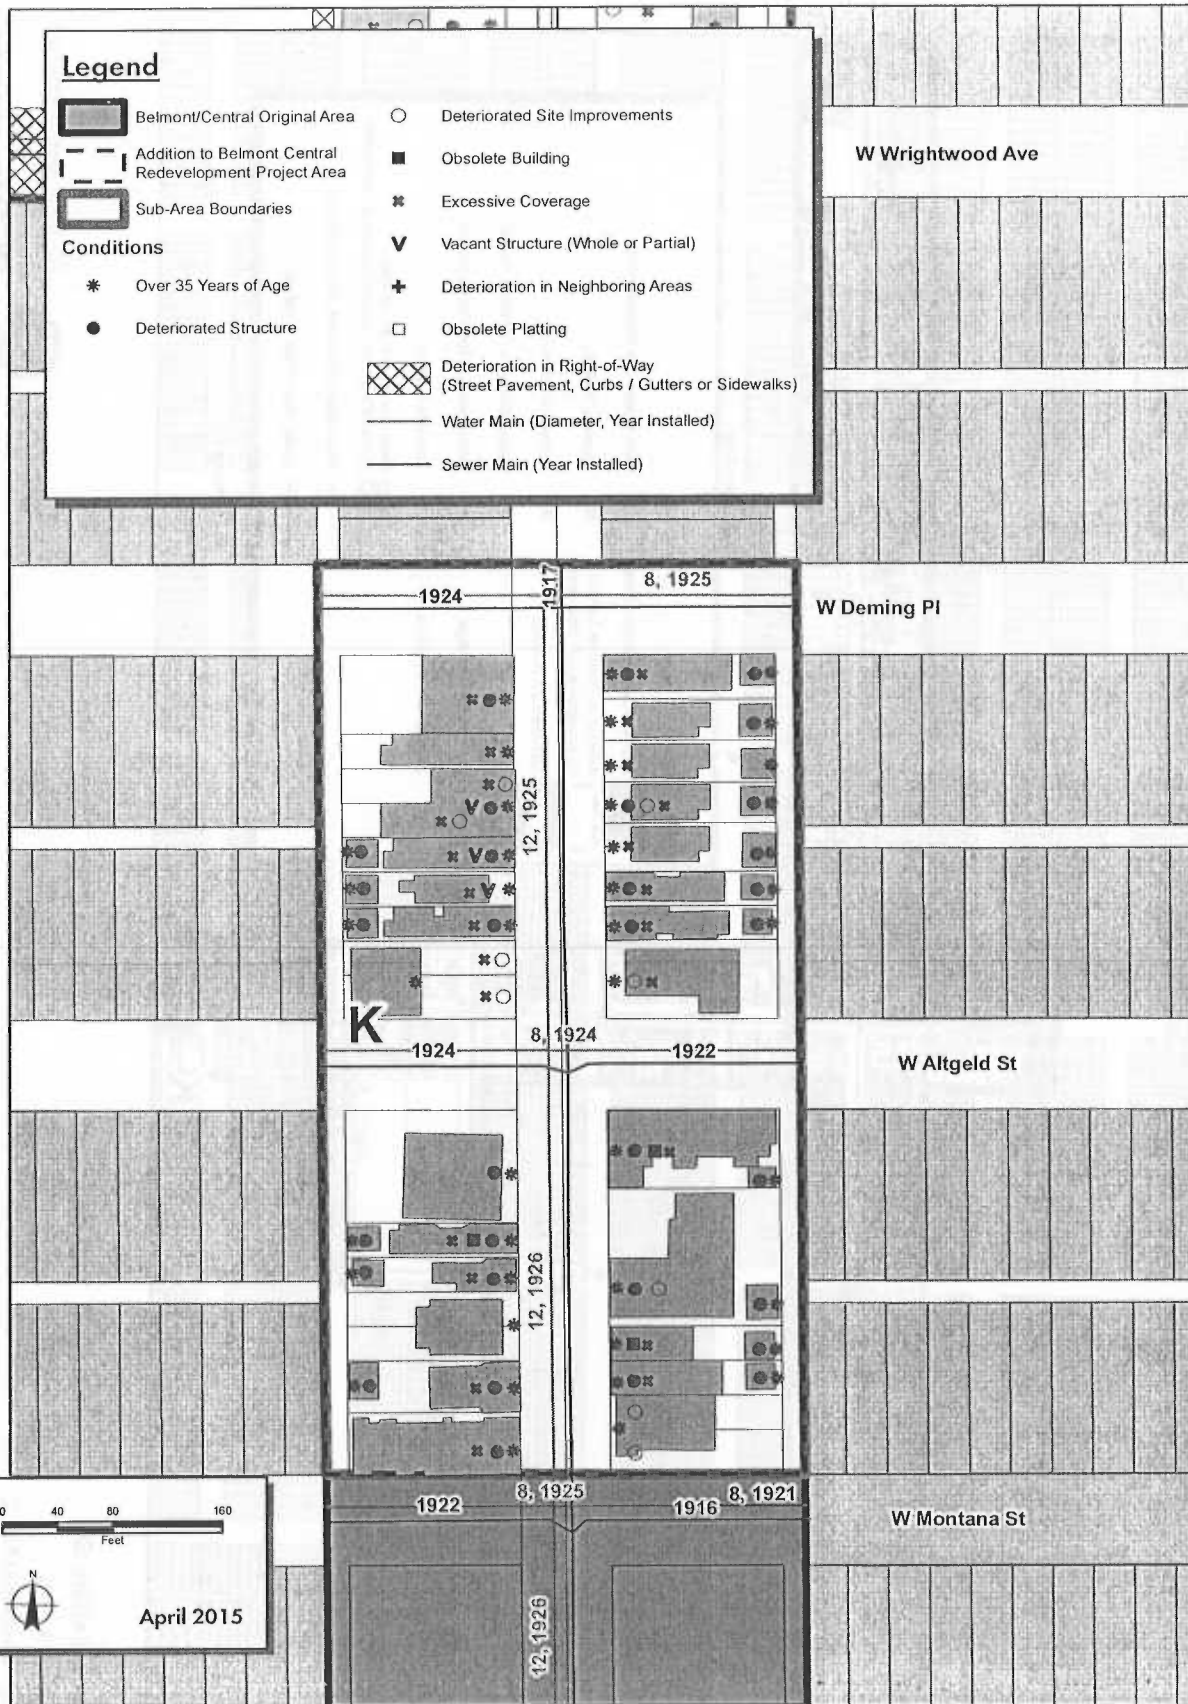 Legend
Belmont/Central Original Area
Addition to Belmont Central
Redevelopment Project Area
Sub-Area Boundaries
Conditions
Over 35 Years of Age
Deteriorated Structure
Deteriorated Site Improvements
Obsolete Building
Excessive Coverage
V Vacant Structure (Whole or Partial)
Deterioration in Neighboring Areas
Obsolete Platting
Deterioration in Right-of-Way
(Street Pavement, Curbs / Gutters or Sidewalks)
Water Main (Diameter, Year Installed)
Sewer Main (Year Installed)
W Wrightwood Ave
1924
1917
8, 1925
W Deming Pl
12, 1925
V
V
V
K
8, 1924
1924
1922
W Altgeld St
12, 1926
8, 1925
8, 1921
1922
1916
W Montana St
12, 1926
0 40 80 160
Feet
N
April 2015